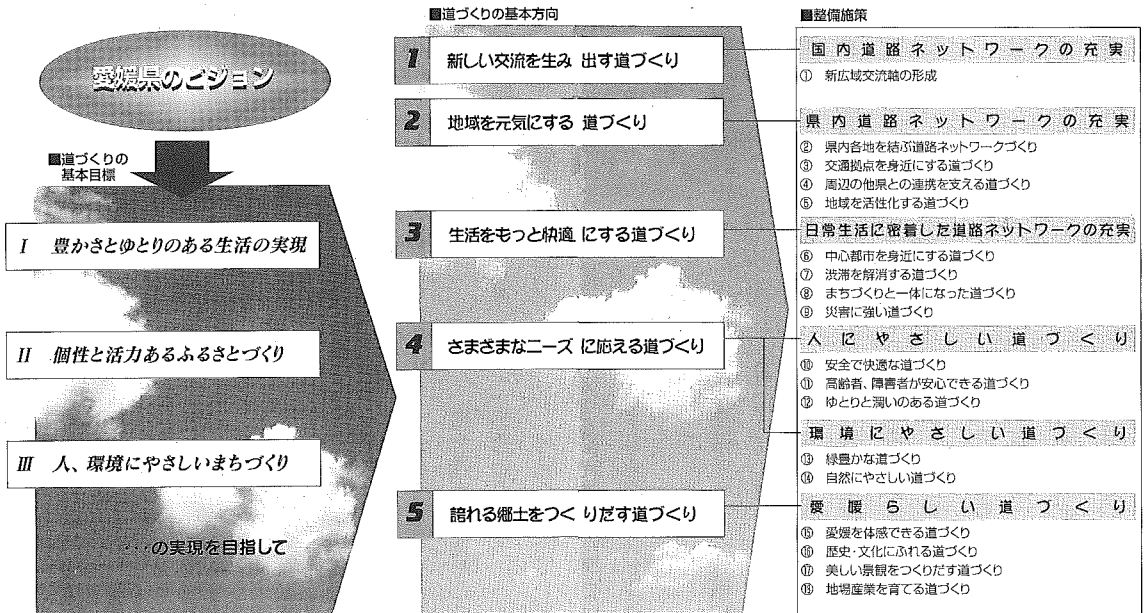 愛媛県のビジョン
■道づくりの
基本目標
I 豊かさとゆとりのある生活の実現
II 個性と活力あるふるさとづくり
III 人、環境にやさしいまちづくり
・・・の実現を目指して
■道づくりの基本方向
1 新しい交流を生み 出す道づくり
2 地域を元気にする 道づくり
3 生活をもっと快適 にする道づくり
4 さまざまなニーズ に応える道づくり
5 誇れる郷土をつく りだす道づくり
■整備施策
国内道路ネットワークの充実
① 新広域交流軸の形成
県内道路ネットワークの充実
② 県内各地を結ぶ道路ネットワークづくり
③ 交通拠点を身近にする道づくり
④ 周辺の他県との連携を支える道づくり
⑤ 地域を活性化する道づくり
日常生活に密着した道路ネットワークの充実
⑥ 中心都市を身近にする道づくり
⑦ 渋滞を解消する道づくり
⑧ まちづくりと一体になった道づくり
⑨ 災害に強い道づくり
人にやさしい道づくり
⑩ 安全で快適な道づくり
⑪ 高齢者、障害者が安心できる道づくり
⑫ ゆとりと潤いのある道づくり
環境にやさしい道づくり
⑬ 緑豊かな道づくり
⑭ 自然にやさしい道づくり
愛媛らしい道づくり
⑮ 愛媛を体感できる道づくり
⑯ 歴史・文化にふれる道づくり
⑰ 美しい景観をつくりだす道づくり
⑱ 地場産業を育てる道づくり